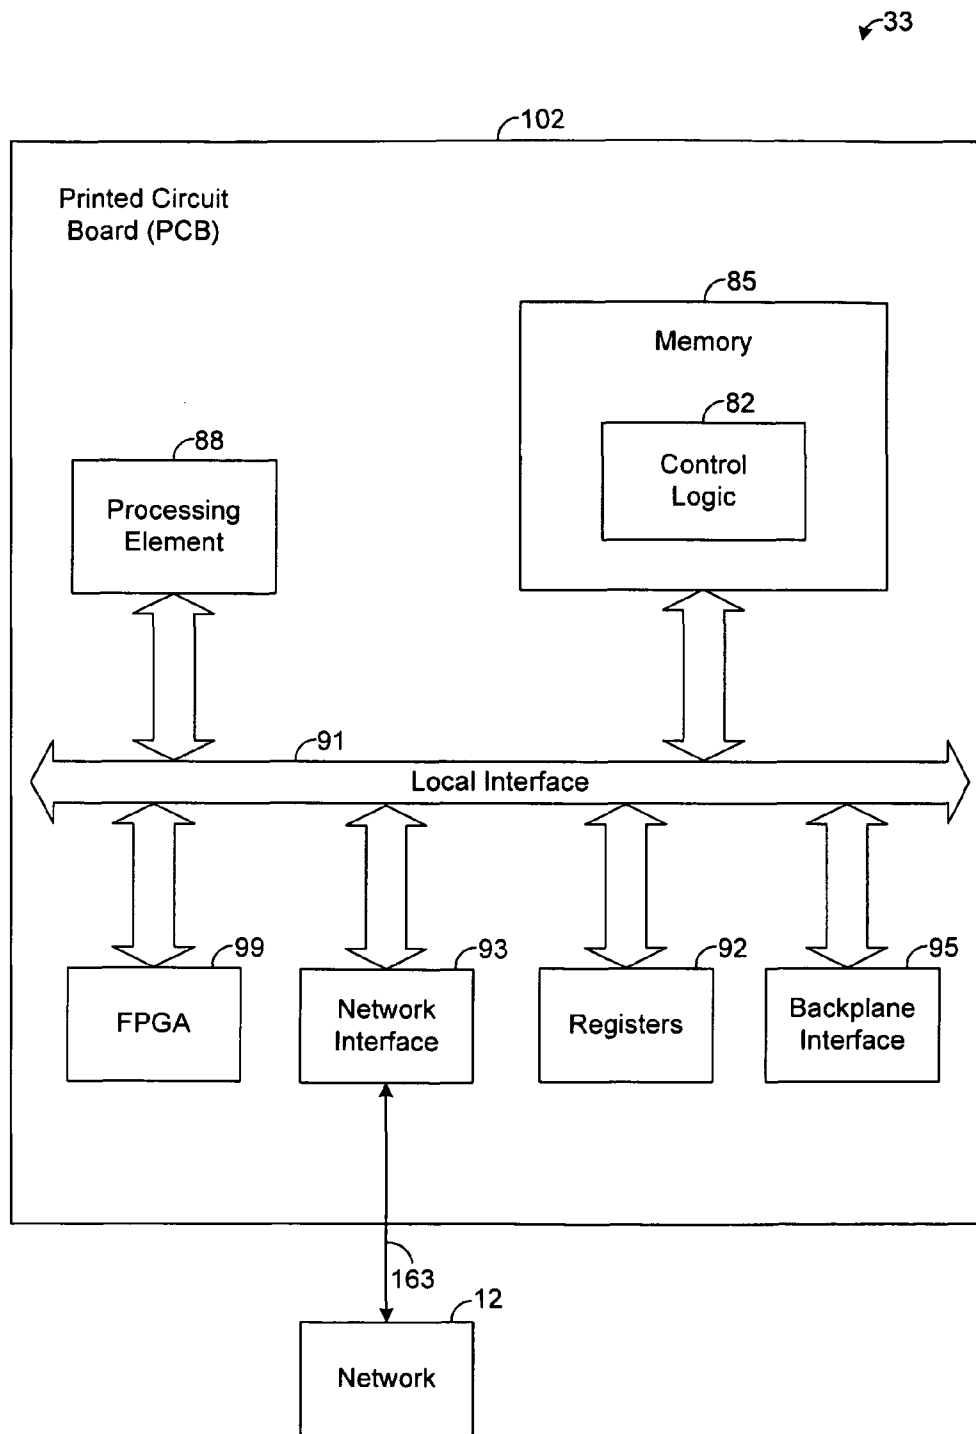 33
102
Printed Circuit
Board (PCB)
85
Memory
82
Control
Logic
88
Processing
Element
91
Local Interface
99
FPGA
93
Network
Interface
92
Registers
95
Backplane
Interface
163
12
Network